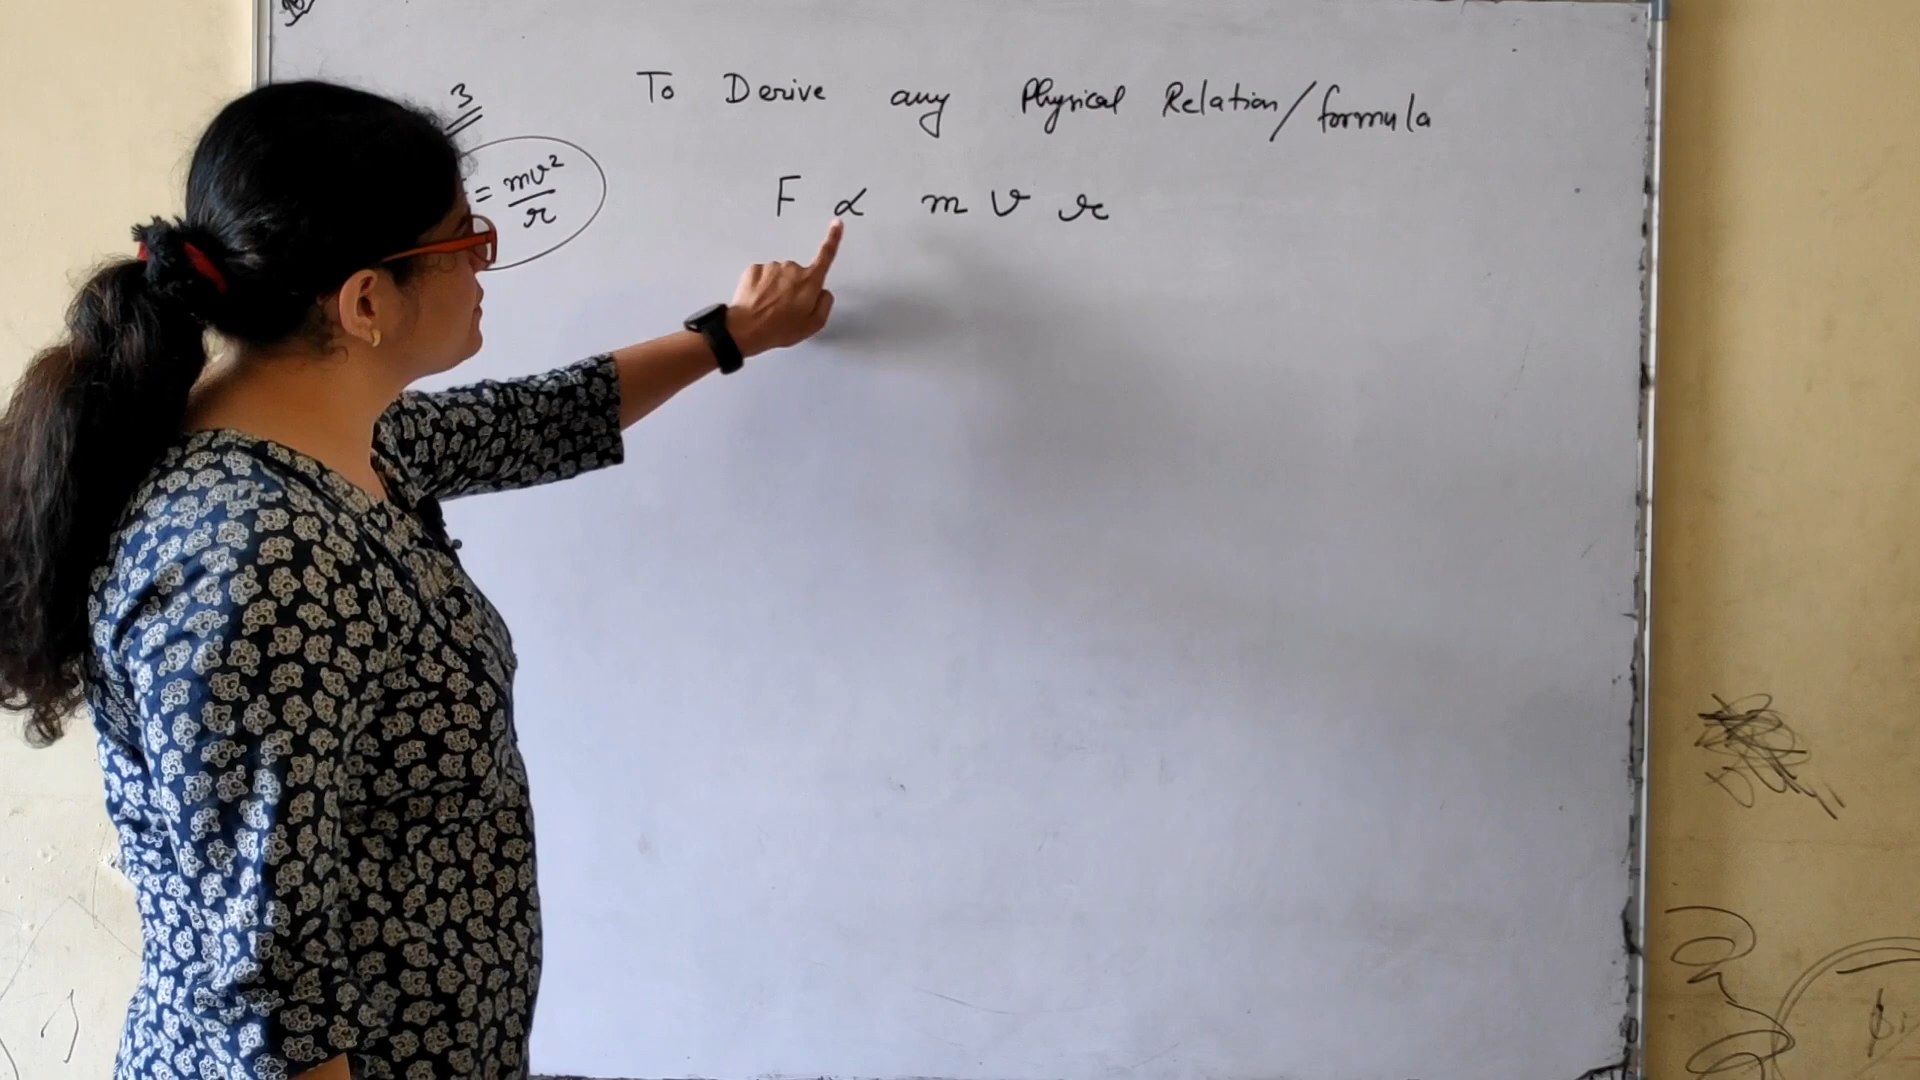 3
To Derive any Physical Relation/formula
= mv²/r
F ∝ m v r